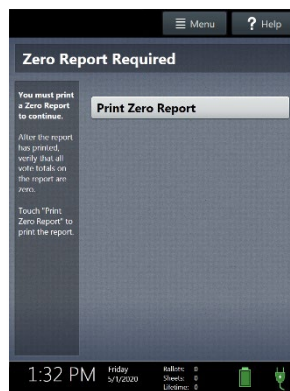 Menu
? Help
Zero Report Required
You must print
a Zero Report
to continue.
Print Zero Report
After the report
has printed,
verify that all
vote totals on
the report are
zero.
Touch "Print
Zero Report" to
print the report.
1:32 PM
Friday
5/1/2020
Ballots: 0
Sheets: 0
Lifetime: 0